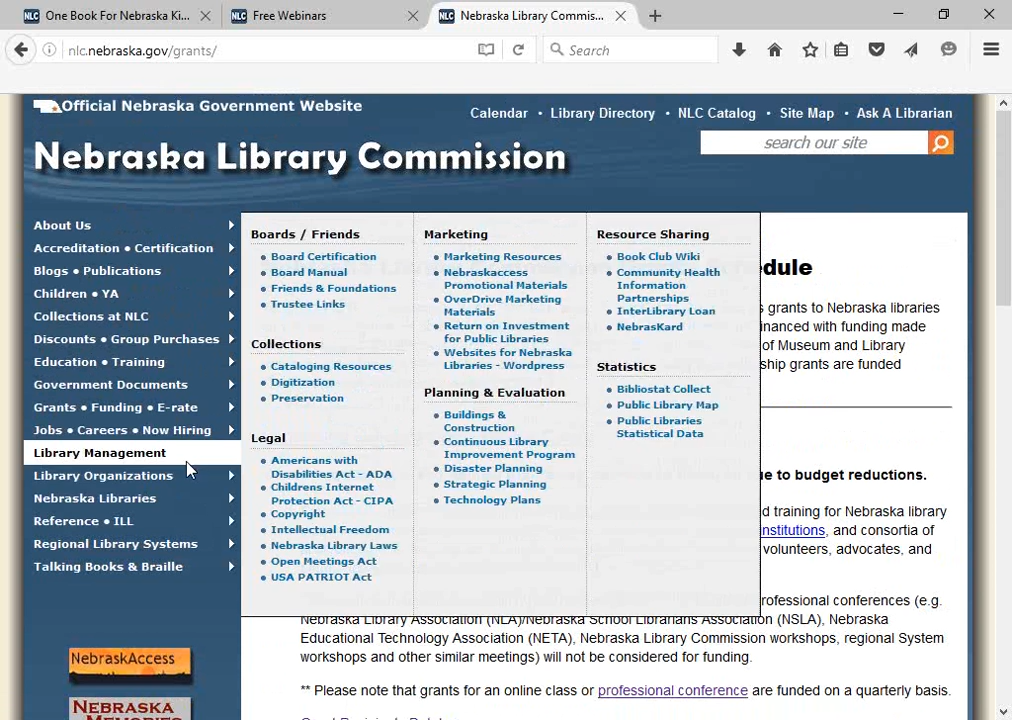 NLC One Book For Nebraska Ki...
NLC Free Webinars
NLC Nebraska Library Commis...
nlc.nebraska.gov/grants/
Search
Official Nebraska Government Website
Calendar • Library Directory • NLC Catalog • Site Map • Ask A Librarian
Nebraska Library Commission
search our site
About Us
Accreditation • Certification
Blogs • Publications
Children • YA
Collections at NLC
Discounts • Group Purchases
Education • Training
Government Documents
Grants • Funding • E-rate
Jobs • Careers • Now Hiring
Library Management
Library Organizations
Nebraska Libraries
Reference • ILL
Regional Library Systems
Talking Books & Braille
NebraskAccess
NEBRASKA
MEMORIES
Boards / Friends
Board Certification
Board Manual
Friends & Foundations
Trustee Links
Collections
Cataloging Resources
Digitization
Preservation
Legal
Americans with
Disabilities Act - ADA
Childrens Internet
Protection Act - CIPA
Copyright
Intellectual Freedom
Nebraska Library Laws
Open Meetings Act
USA PATRIOT Act
Marketing
Marketing Resources
Nebraskaccess
Promotional Materials
OverDrive Marketing
Materials
Return on Investment
for Public Libraries
Websites for Nebraska
Libraries - Wordpress
Planning & Evaluation
Buildings &
Construction
Continuous Library
Improvement Program
Disaster Planning
Strategic Planning
Technology Plans
Resource Sharing
Book Club Wiki
Community Health
Information
Partnerships
InterLibrary Loan
NebrasKard
Statistics
Bibliostat Collect
Public Library Map
Public Libraries
Statistical Data
dule
s grants to Nebraska libraries
inanced with funding made
of Museum and Library
ship grants are funded
ue to budget reductions.
d training for Nebraska library
institutions, and consortia of
volunteers, advocates, and
professional conferences (e.g.
Nebraska Library Association (NLA)/Nebraska School Librarians Association (NSLA), Nebraska
Educational Technology Association (NETA), Nebraska Library Commission workshops, regional System
workshops and other similar meetings) will not be considered for funding.
** Please note that grants for an online class or professional conference are funded on a quarterly basis.